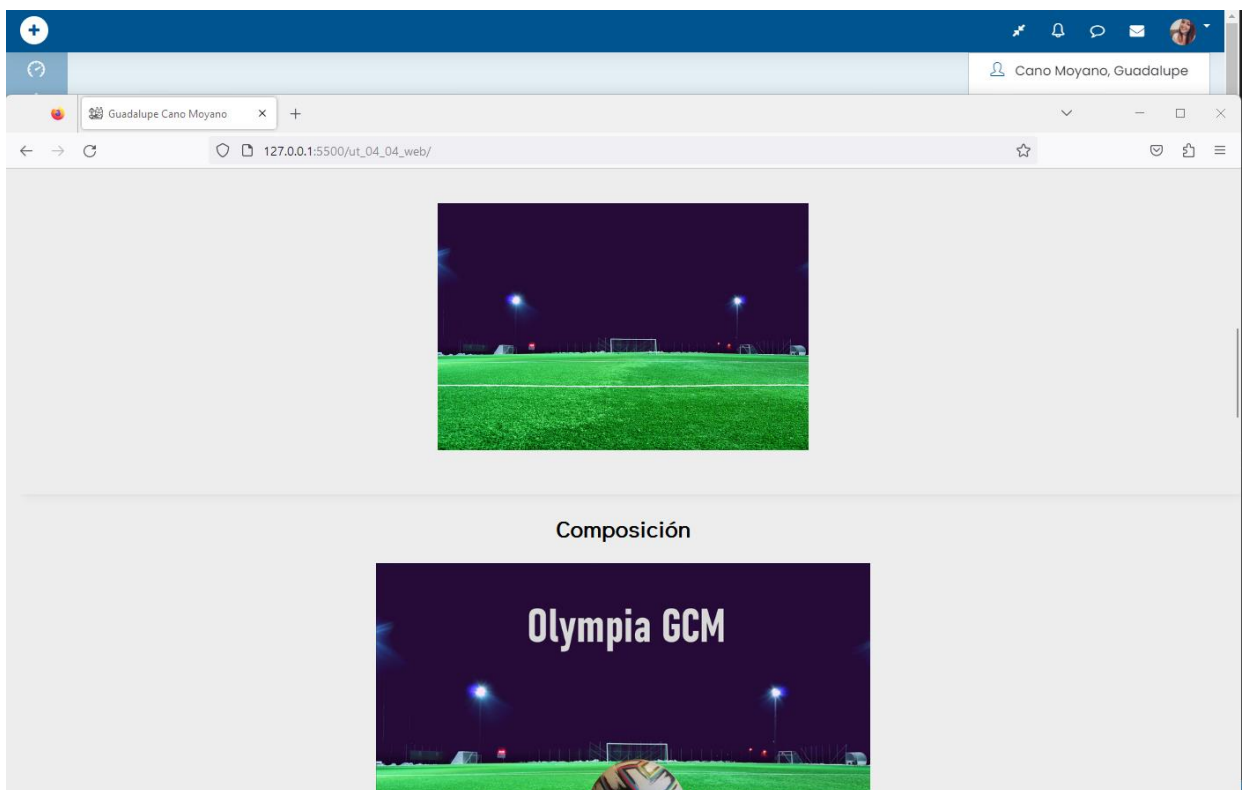 Cano Moyano, Guadalupe
Guadalupe Cano Moyano
127.0.0.1:5500/ut_04_04_web/
Composición
Olympia GCM